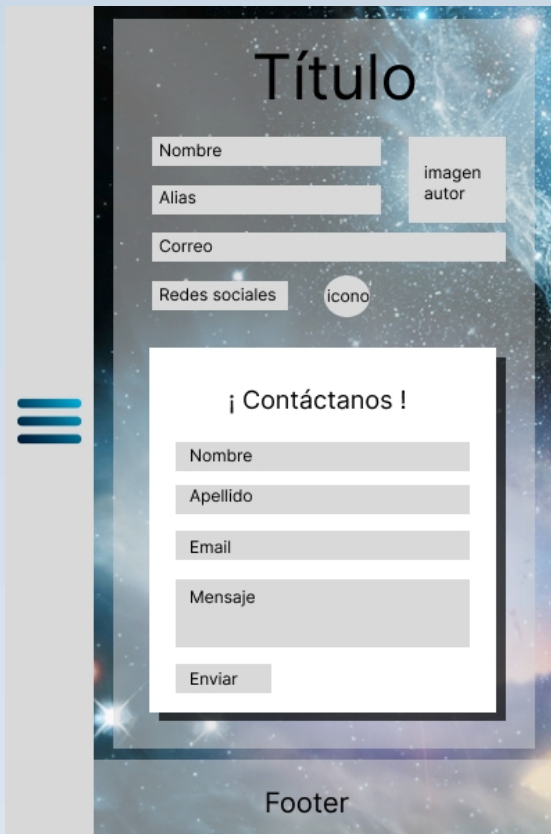 Título
Nombre
imagen
autor
Alias
Correo
Redes sociales
icono
¡ Contáctanos !
Nombre
Apellido
Email
Mensaje
Enviar
Footer